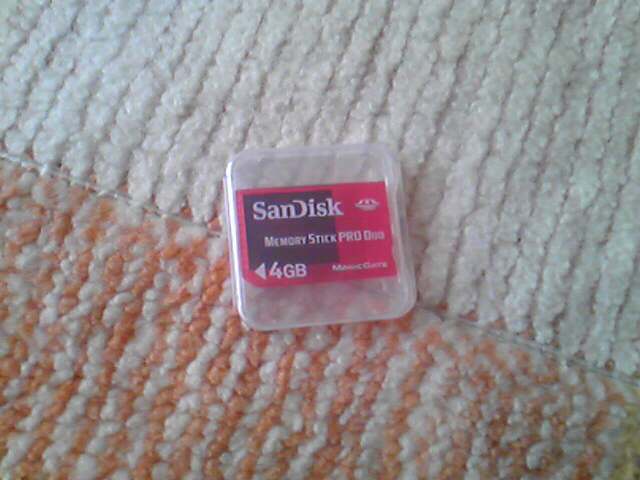 SanDisk
MEMORY STICK PRO DUO
4GB
MAGICGATE